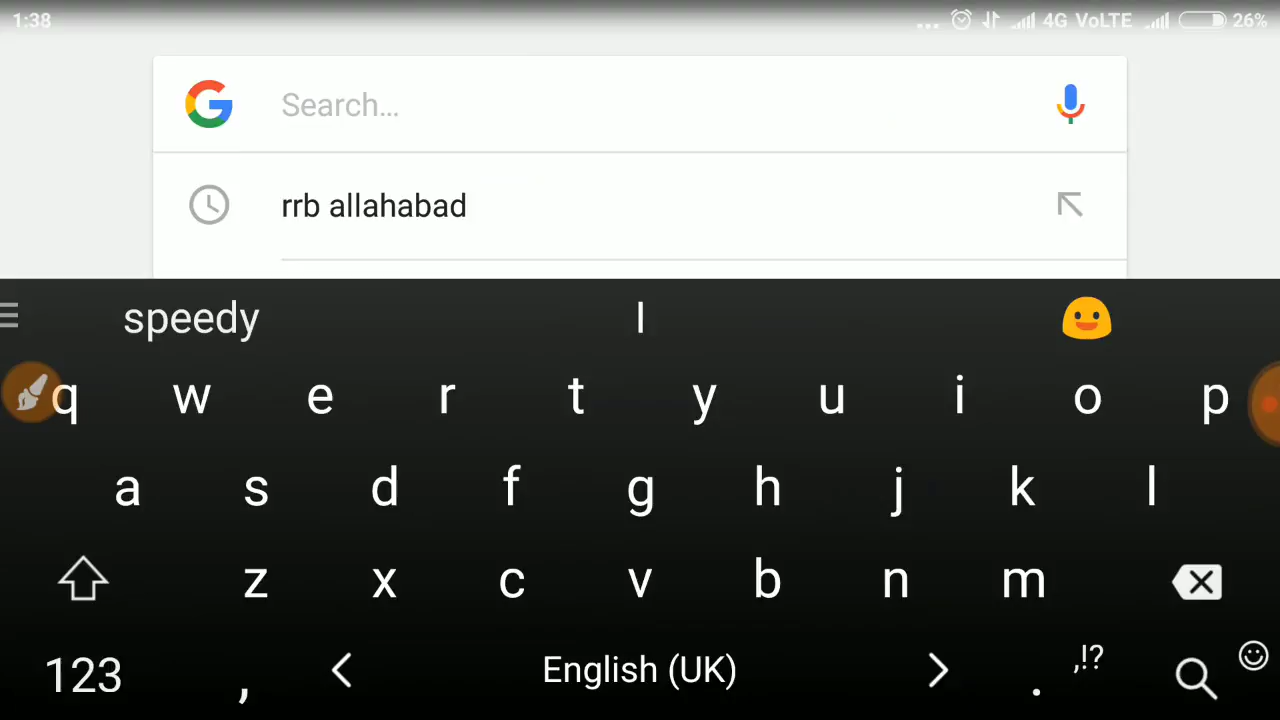 1:38 ... 4G VoLTE 26%
Search...
rrb allahabad
speedy I
q w e r t y u i o p
a s d f g h j k l
z x c v b n m
123 , < English (UK) > . ,!?